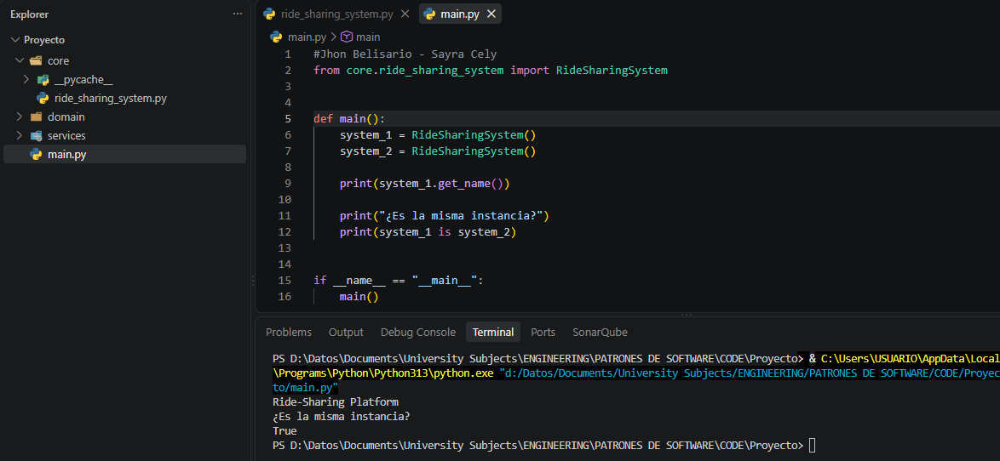 Explorer
ride_sharing_system.py
main.py
Proyecto
main.py > main
core
__pycache__
ride_sharing_system.py
domain
services
main.py
1 #Jhon Belisario - Sayra Cely
2 from core.ride_sharing_system import RideSharingSystem
3
4
5 def main():
6 system_1 = RideSharingSystem()
7 system_2 = RideSharingSystem()
8
9 print(system_1.get_name())
10
11 print("¿Es la misma instancia?")
12 print(system_1 is system_2)
13
14
15 if __name__ == "__main__":
16 main()
Problems Output Debug Console Terminal Ports SonarQube
PS D:\Datos\Documents\University Subjects\ENGINEERING\PATRONES DE SOFTWARE\CODE\Proyecto> & C:\Users\USUARIO\AppData\Local
\Programs\Python\Python313\python.exe "d:/Datos/Documents/University Subjects/ENGINEERING/PATRONES DE SOFTWARE/CODE/Proyec
to/main.py"
Ride-Sharing Platform
¿Es la misma instancia?
True
PS D:\Datos\Documents\University Subjects\ENGINEERING\PATRONES DE SOFTWARE\CODE\Proyecto>